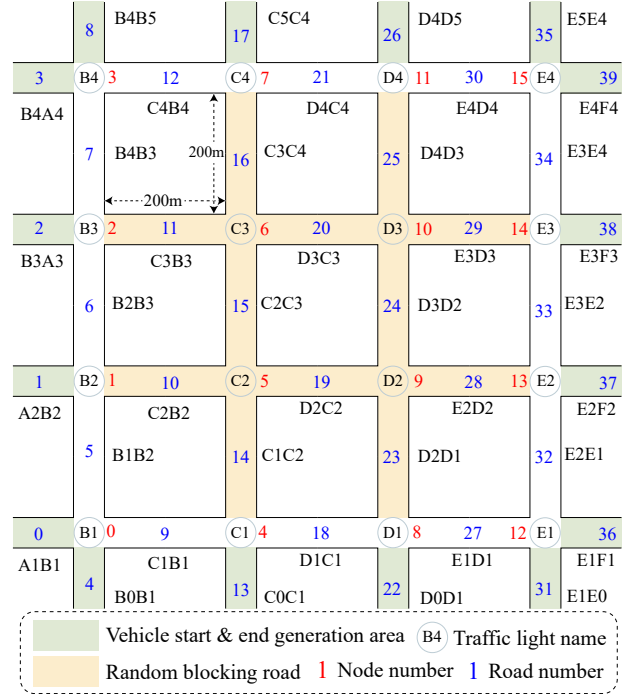 8 B4B5 17 C5C4 26 D4D5 35 E5E4
3 B4 3 12 C4 7 21 D4 11 30 15 E4 39
B4A4 C4B4 D4C4 E4D4 E4F4
7 B4B3 200m 16 C3C4 25 D4D3 34 E3E4
200m
2 B3 2 11 C3 6 20 D3 10 29 14 E3 38
B3A3 C3B3 D3C3 E3D3 E3F3
6 B2B3 15 C2C3 24 D3D2 33 E3E2
1 B2 1 10 C2 5 19 D2 9 28 13 E2 37
A2B2 C2B2 D2C2 E2D2 E2F2
5 B1B2 14 C1C2 23 D2D1 32 E2E1
0 B1 0 9 C1 4 18 D1 8 27 12 E1 36
A1B1 C1B1 D1C1 E1D1 E1F1
4 B0B1 13 C0C1 22 D0D1 31 E1E0
Vehicle start & end generation area B4 Traffic light name
Random blocking road 1 Node number 1 Road number